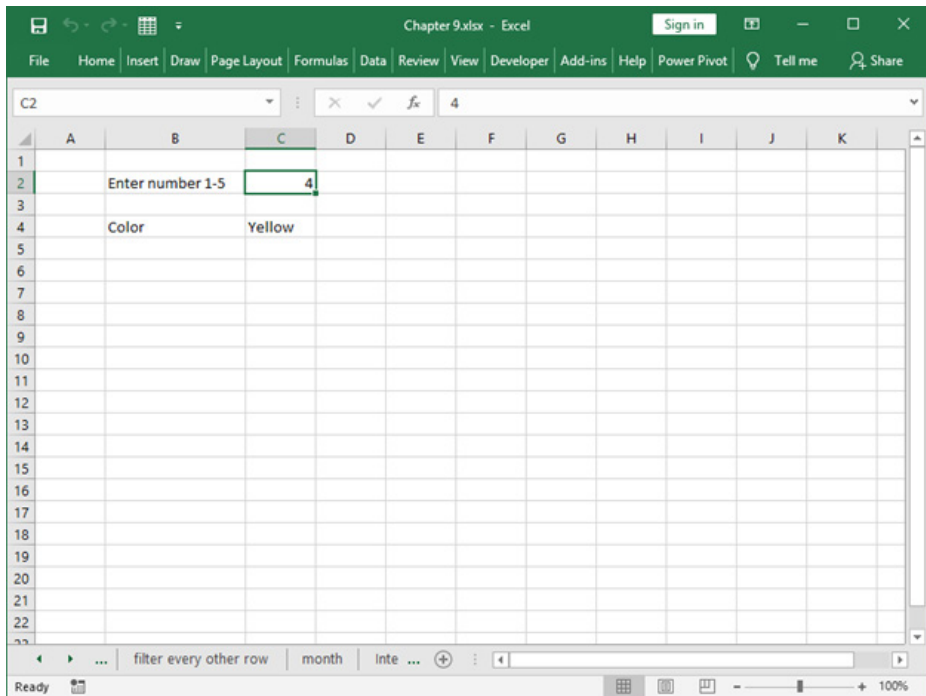 Chapter 9.xlsx - Excel Sign in
File Home Insert Draw Page Layout Formulas Data Review View Developer Add-ins Help Power Pivot Tell me Share
C2 fx 4
A B C D E F G H I J K
1
2 Enter number 1-5 4
3
4 Color Yellow
5
6
7
8
9
10
11
12
13
14
15
16
17
18
19
20
21
22
23
... filter every other row month Inte ...
Ready 100%